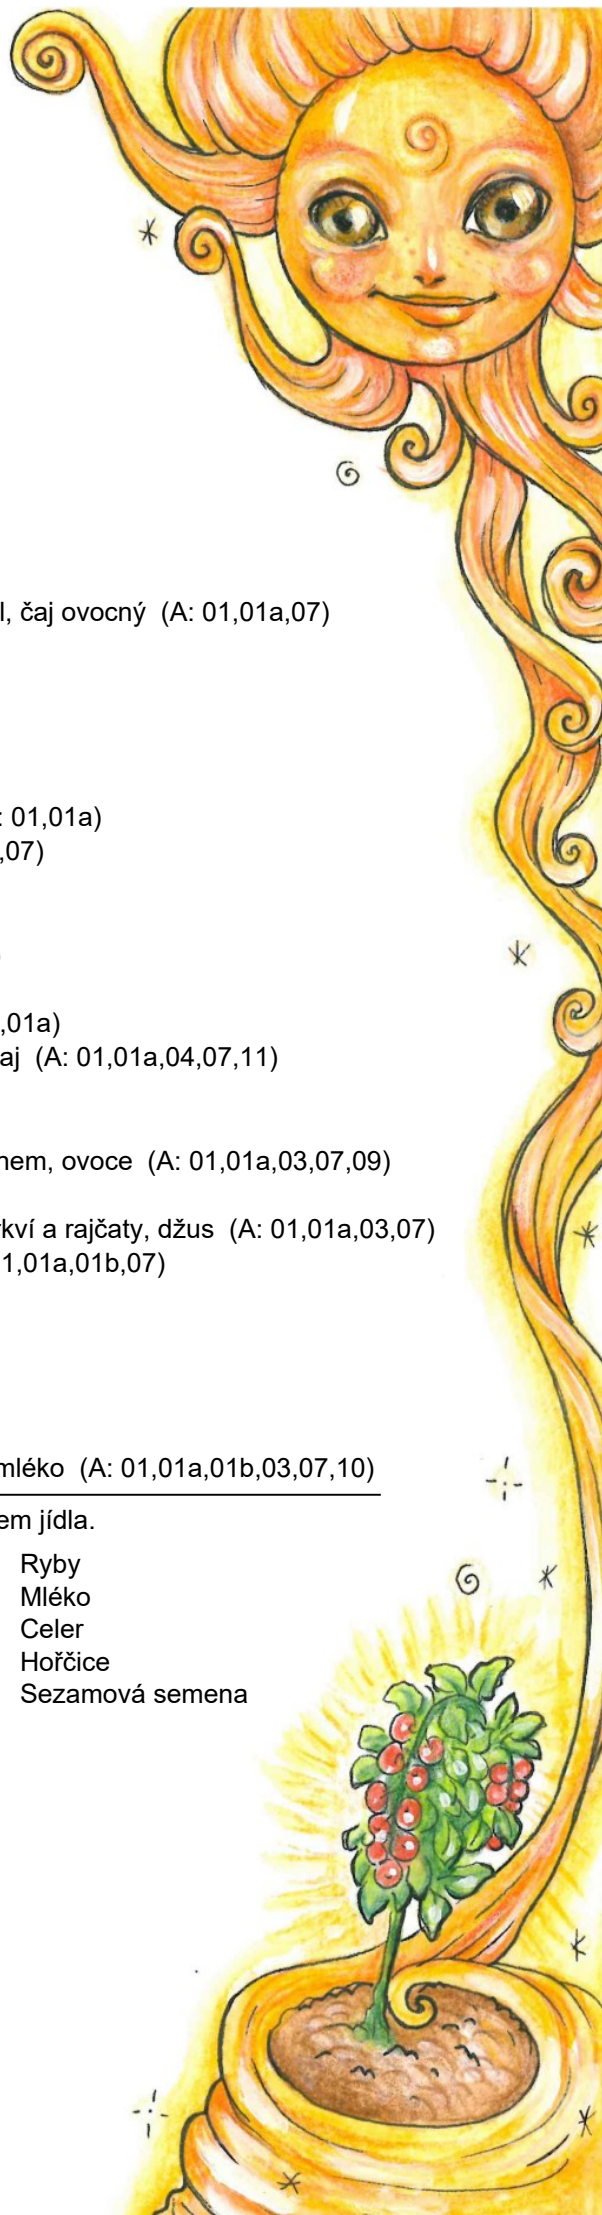 l, čaj ovocný (A: 01,01a,07)
: 01,01a)
,07)
,01a)
aj (A: 01,01a,04,07,11)
nem, ovoce (A: 01,01a,03,07,09)
kví a rajčaty, džus (A: 01,01a,03,07)
1,01a,01b,07)
mléko (A: 01,01a,01b,03,07,10)
em jídla.
Ryby
Mléko
Celer
Hořčice
Sezamová semena